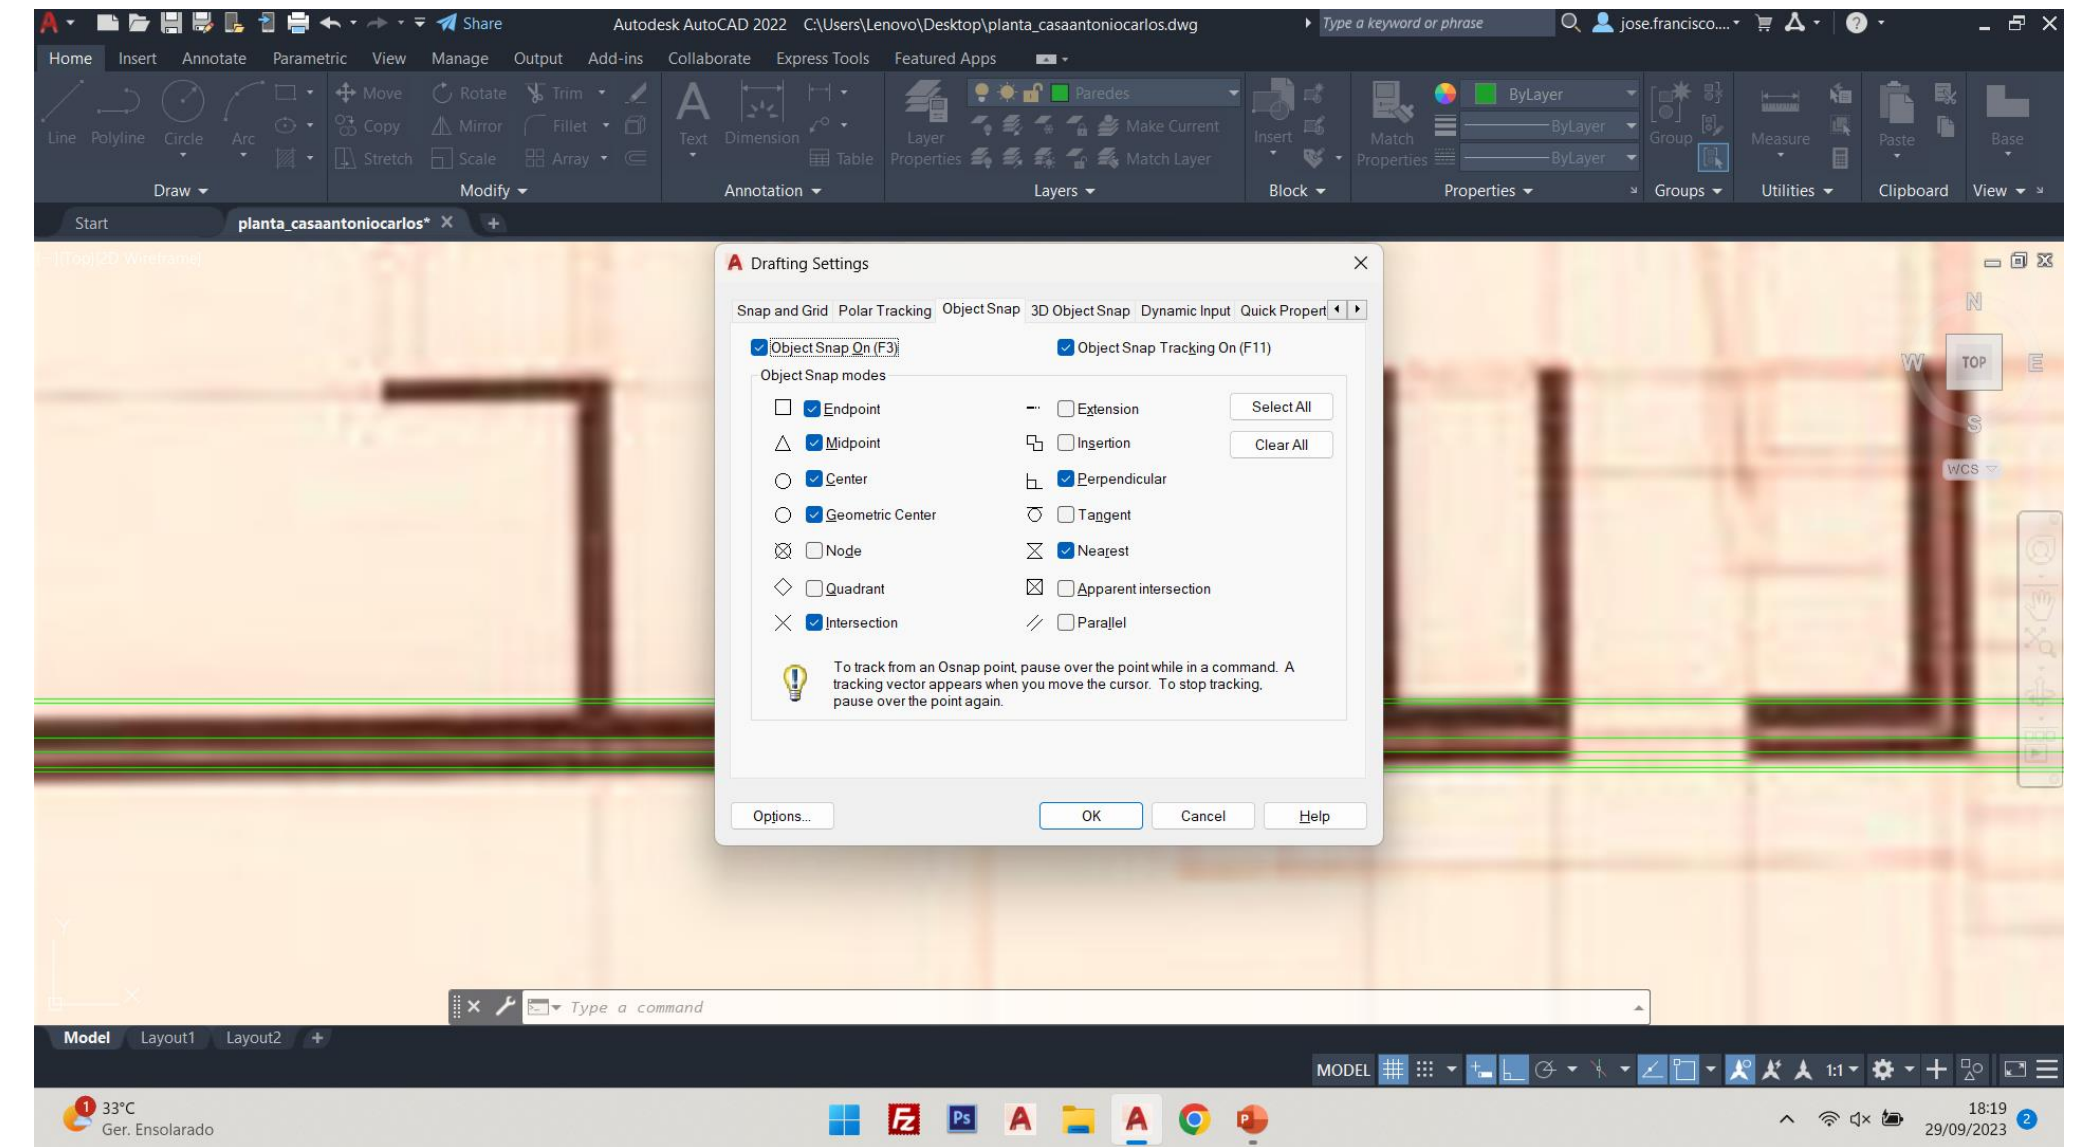 Share
Autodesk AutoCAD 2022 C:\Users\Lenovo\Desktop\planta_casaantoniocarlos.dwg
Type a keyword or phrase
jose.francisco....
Home Insert Annotate Parametric View Manage Output Add-ins Collaborate Express Tools Featured Apps
Line Polyline Circle Arc
Move Rotate Trim
Copy Mirror Fillet
Stretch Scale Array
Text Dimension
Table
Layer
Properties
Paredes
Make Current
Match Layer
Insert
Match
Properties
ByLayer
ByLayer
ByLayer
Group
Measure
Paste
Base
Draw Modify Annotation Layers Block Properties Groups Utilities Clipboard View
Start planta_casaantoniocarlos* +
[-][Top][2D Wireframe]
Drafting Settings
Snap and Grid Polar Tracking Object Snap 3D Object Snap Dynamic Input Quick Propert
Object Snap On (F3) Object Snap Tracking On (F11)
Object Snap modes
Endpoint Extension Select All
Midpoint Insertion Clear All
Center Perpendicular
Geometric Center Tangent
Node Nearest
Quadrant Apparent intersection
Intersection Parallel
To track from an Osnap point, pause over the point while in a command. A
tracking vector appears when you move the cursor. To stop tracking,
pause over the point again.
Options... OK Cancel Help
N
W TOP E
S
WCS
Y
X
Type a command
Model Layout1 Layout2 +
MODEL 1:1
1
33°C
Ger. Ensolarado
Fz Ps A A P
18:19
29/09/2023
2